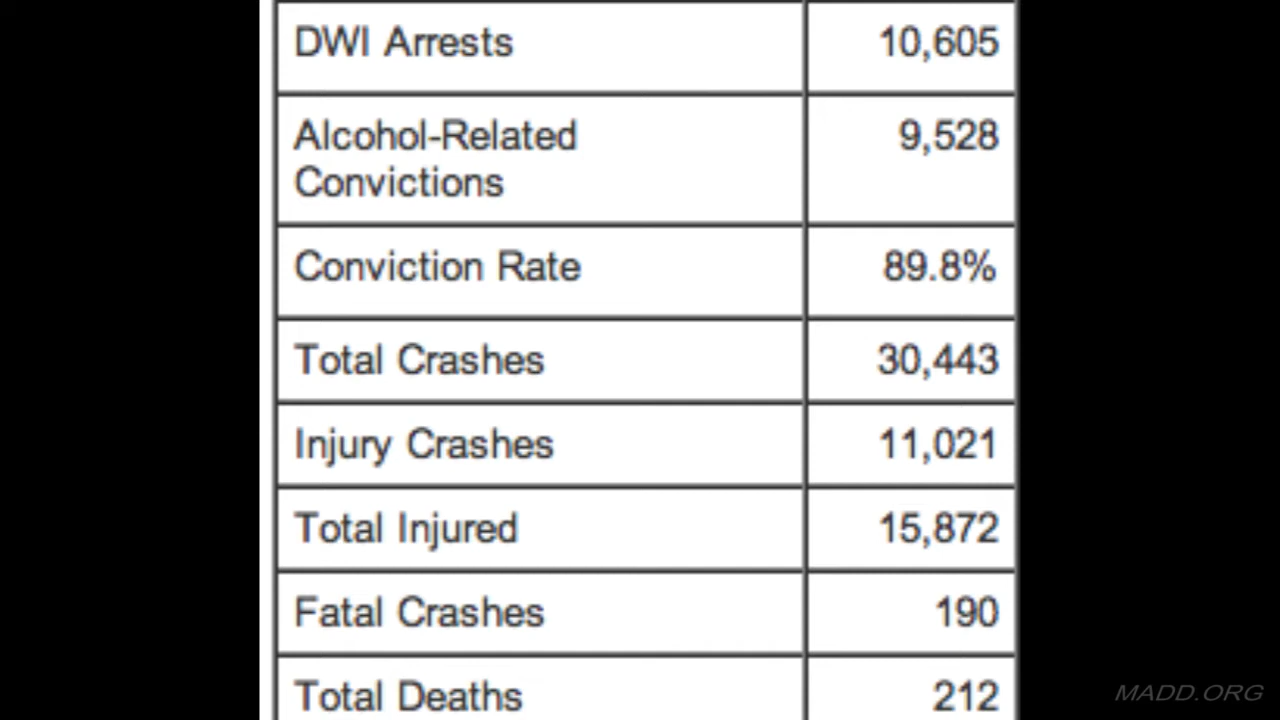 DWI Arrests 10,605
Alcohol-Related 9,528
Convictions
Conviction Rate 89.8%
Total Crashes 30,443
Injury Crashes 11,021
Total Injured 15,872
Fatal Crashes 190
Total Deaths 212
MADD.ORG